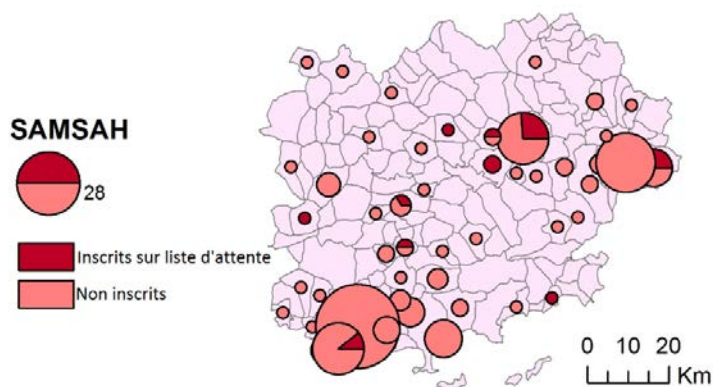 SAMSAH
28
Inscrits sur liste d'attente
Non inscrits
0 10 20
Km